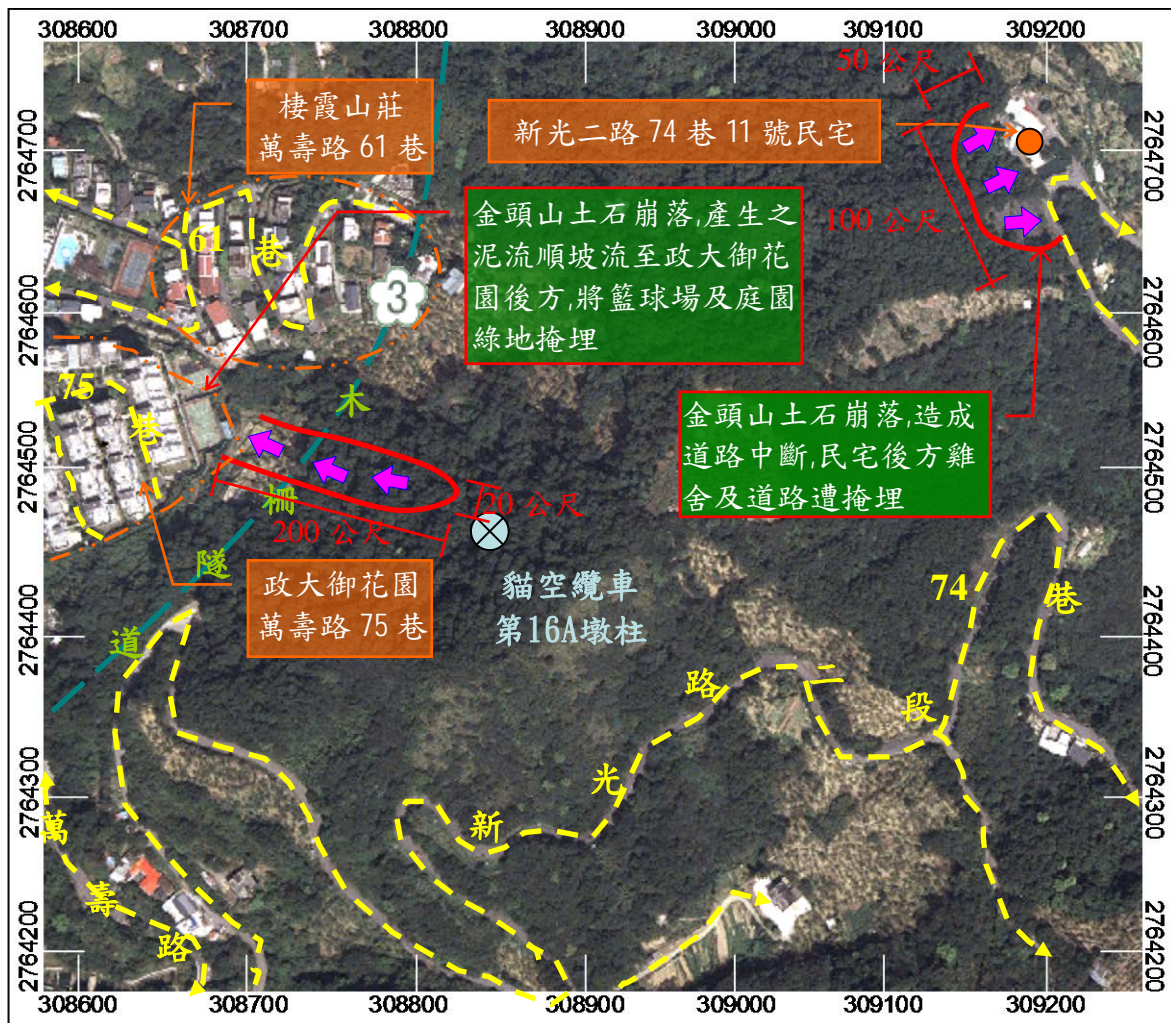 308600 308700 308800 308900 309000 309100 309200
50 公尺
棲霞山莊
萬壽路 61 巷
新光二路 74 巷 11 號民宅
2764700
2764700
金頭山土石崩落,產生之
泥流順坡流至政大御花
園後方,將籃球場及庭園
綠地掩埋
100 公尺
61
巷
3
2764600
2764600
75
巷
木
柵
隧
道
金頭山土石崩落,造成
道路中斷,民宅後方雞
舍及道路遭掩埋
2764500
2764500
20 公尺
200 公尺
政大御花園
萬壽路 75 巷
貓空纜車
第16A墩柱
74
巷
2764400
2764400
新
光
路
二
段
2764300
2764300
萬
壽
路
2764200
2764200
308600 308700 308800 308900 309000 309100 309200